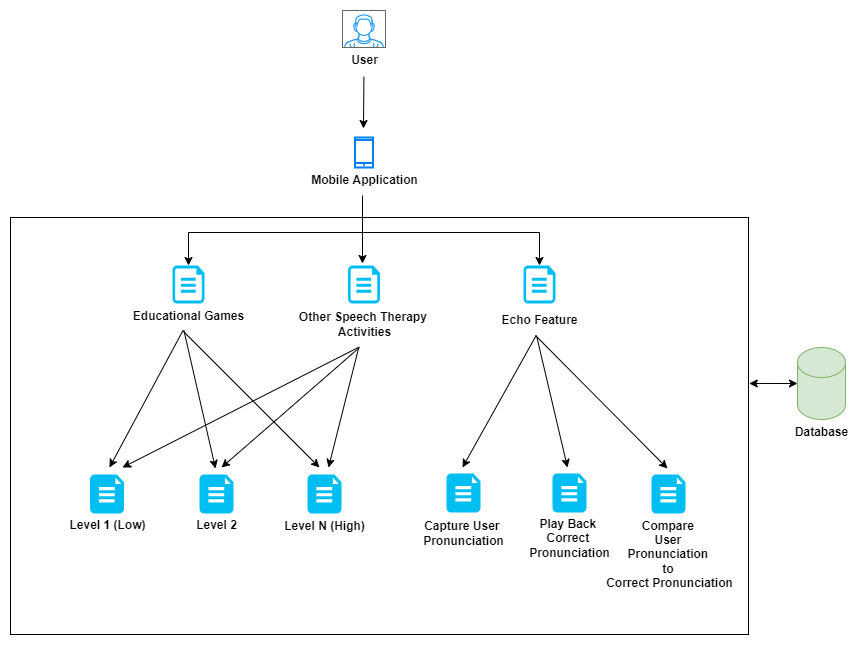 User
Mobile Application
Educational Games
Other Speech Therapy
Activities
Echo Feature
Database
Level 1 (Low)
Level 2
Level N (High)
Capture User
Pronunciation
Play Back
Correct
Pronunciation
Compare
User
Pronunciation
to
Correct Pronunciation